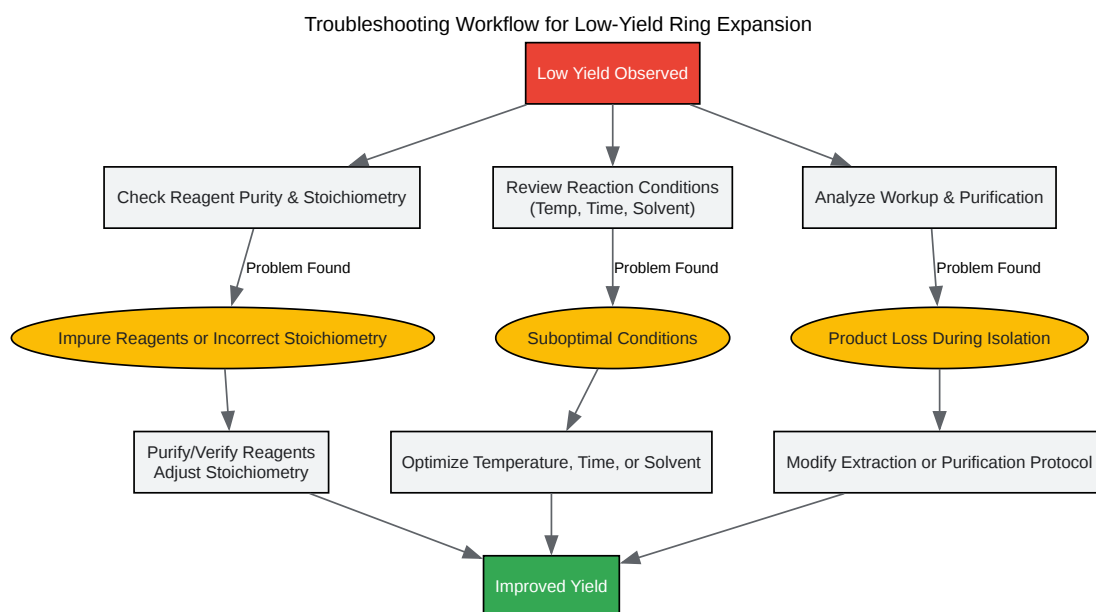 Troubleshooting Workflow for Low-Yield Ring Expansion
Low Yield Observed
Check Reagent Purity & Stoichiometry
Review Reaction Conditions
(Temp, Time, Solvent)
Analyze Workup & Purification
Problem Found
Problem Found
Problem Found
Impure Reagents or Incorrect Stoichiometry
Suboptimal Conditions
Product Loss During Isolation
Purify/Verify Reagents
Adjust Stoichiometry
Optimize Temperature, Time, or Solvent
Modify Extraction or Purification Protocol
Improved Yield